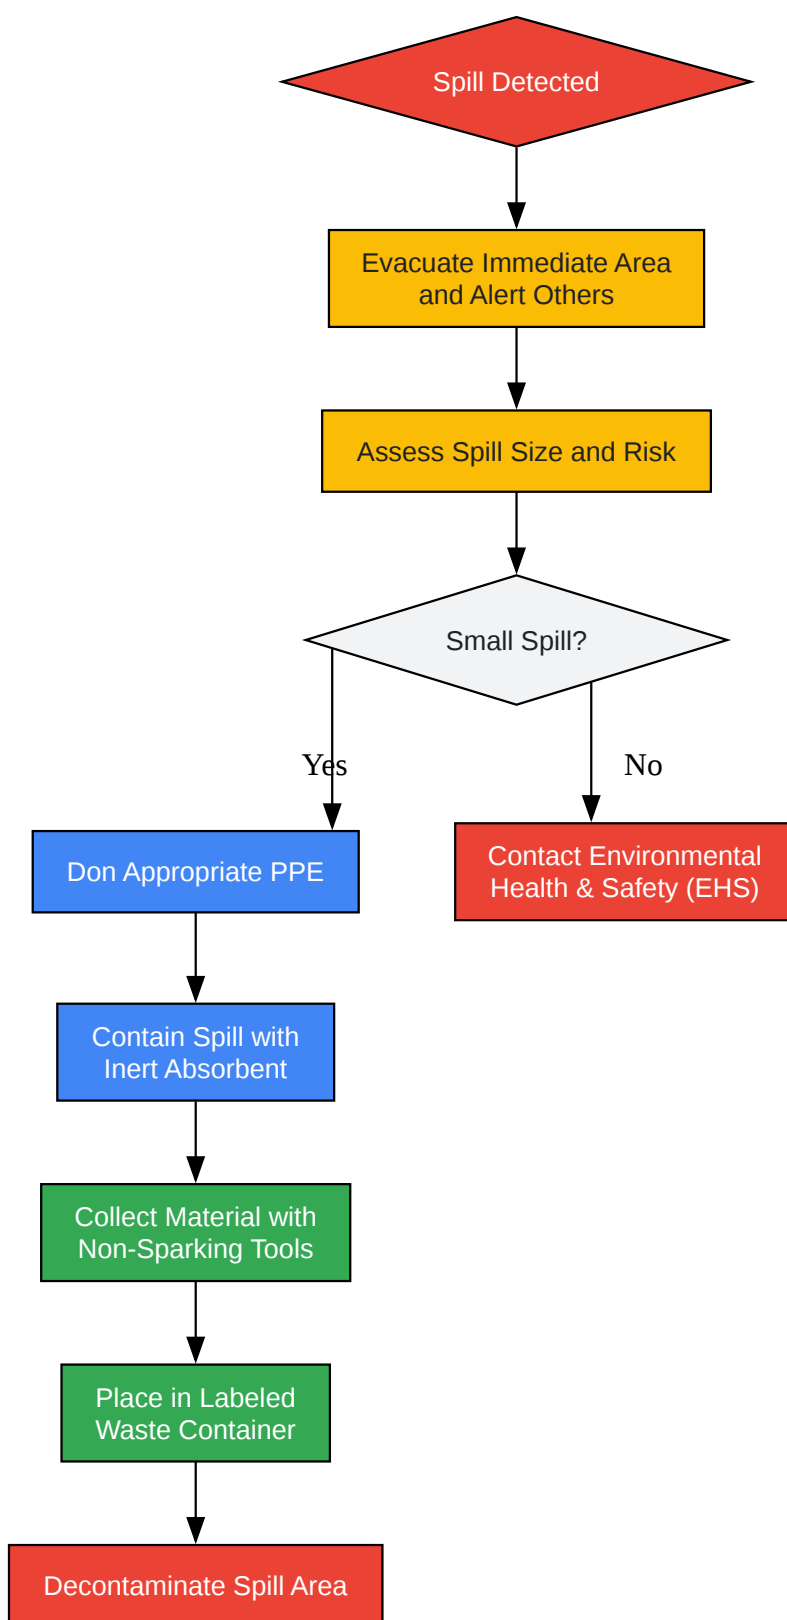 Spill Detected
Evacuate Immediate Area
and Alert Others
Assess Spill Size and Risk
Small Spill?
Yes
No
Don Appropriate PPE
Contact Environmental
Health & Safety (EHS)
Contain Spill with
Inert Absorbent
Collect Material with
Non-Sparking Tools
Place in Labeled
Waste Container
Decontaminate Spill Area